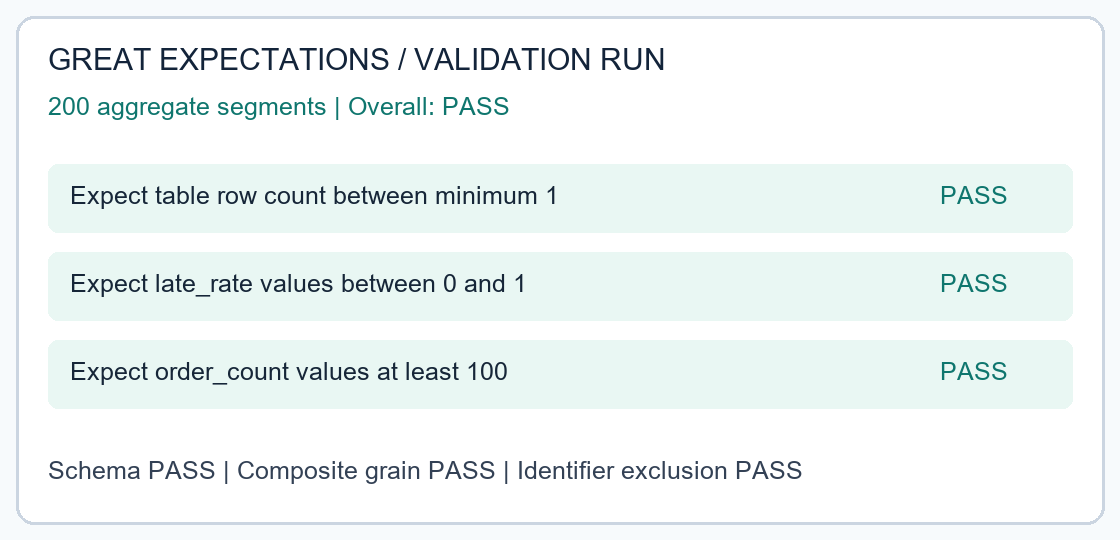 GREAT EXPECTATIONS / VALIDATION RUN
200 aggregate segments | Overall: PASS
Expect table row count between minimum 1 PASS
Expect late_rate values between 0 and 1 PASS
Expect order_count values at least 100 PASS
Schema PASS | Composite grain PASS | Identifier exclusion PASS